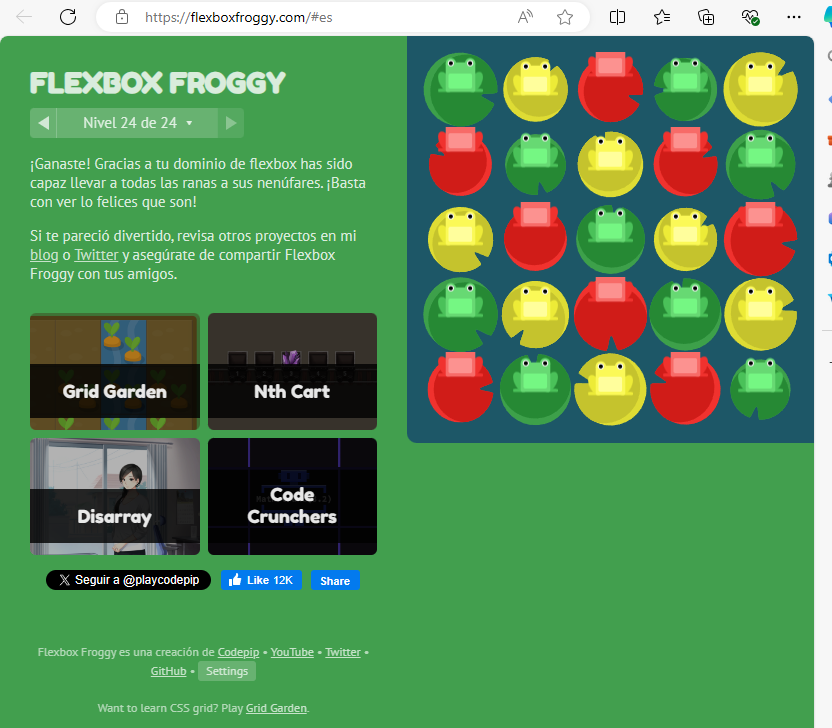 https://flexboxfroggy.com/#es
FLEXBOX FROGGY
Nivel 24 de 24
¡Ganaste! Gracias a tu dominio de flexbox has sido
capaz llevar a todas las ranas a sus nenúfares. ¡Basta
con ver lo felices que son!
Si te pareció divertido, revisa otros proyectos en mi
blog o Twitter y asegúrate de compartir Flexbox
Froggy con tus amigos.
Grid Garden
Nth Cart
Disarray
Code
Crunchers
Seguir a @playcodepip
Like 12K
Share
Flexbox Froggy es una creación de Codepip • YouTube • Twitter •
GitHub • Settings
Want to learn CSS grid? Play Grid Garden.